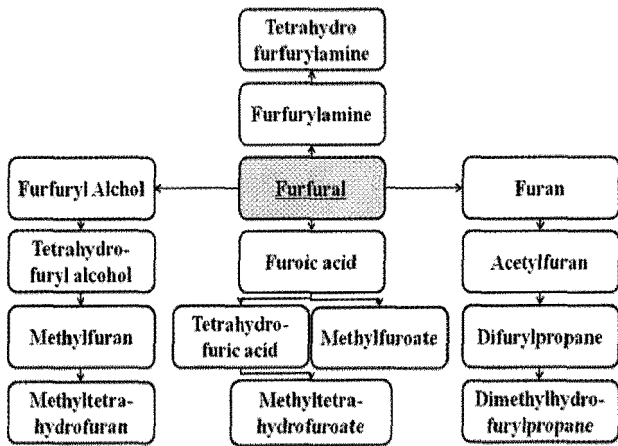 Tetrahydro
furfurylamine
Furfurylamine
Furfuryl Alchol
Furfural
Furan
Tetrahydro-
furyl alcohol
Furoic acid
Acetylfuran
Methylfuran
Tetrahydro-
furic acid
Methylfuroate
Difurylpropane
Methyltetra-
hydrofuran
Methyltetra-
hydrofuroate
Dimethylhydro-
furylpropane